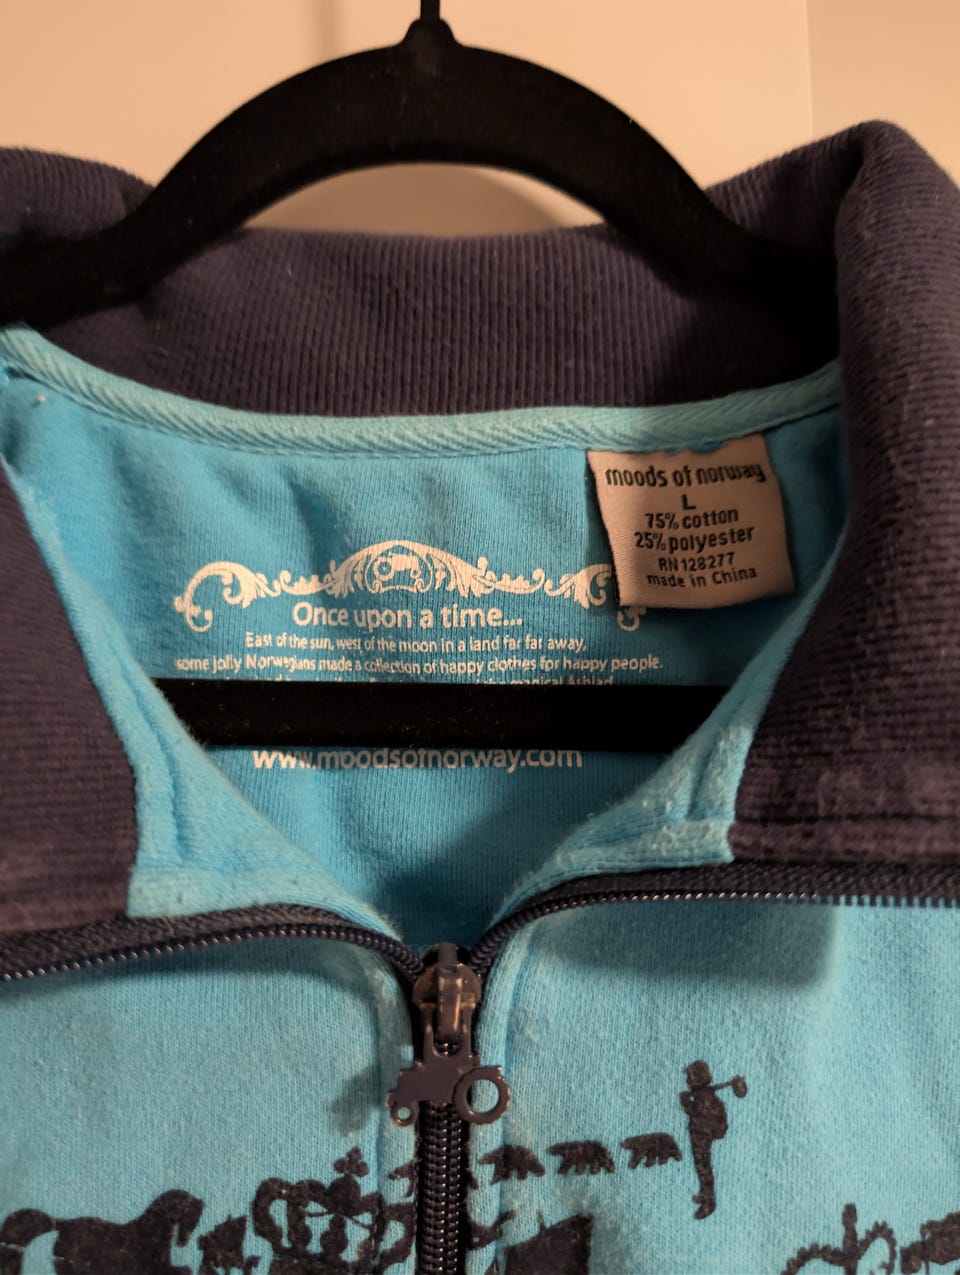 moods of norway
L
75% cotton
25% polyester
RN 128277
made in China
Once upon a time...
East of the sun, west of the moon in a land far far away,
some jolly Norwegians made a collection of happy clothes for happy people.
magical Ashlad
www.moodsofnorway.com